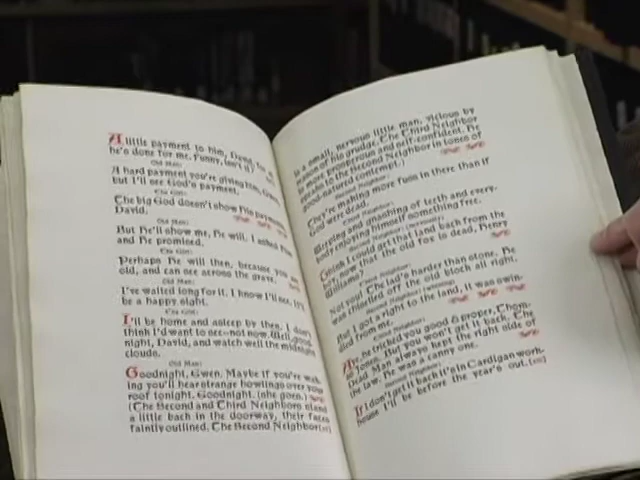 A little payment to him, Dead, for a
he's done for me. Funny, isn't it?
Old Man:
A hard payment you're giving him, Gwen,
but I'll see God's payment.
The Girl:
The big God doesn't show his payments
David.
Old Man:
But He'll show me, He will. I asked Him
and He promised.
The Girl:
Perhaps He will then, because you are
old, and can see across the grave.
Old Man:
I've waited long for it. I know I'll see, it'll
be a happy night.
The Girl:
I'll be home and asleep by then. I don't
think I'd want to see--not now. Well, good
night, David, and watch well the midnight
clouds.
Old Man:
Goodnight, Gwen. Maybe if you're wak-
ing you'll hear strange howlings over your
roof tonight. Goodnight. (she goes.)
(The Second and Third Neighbors stand
a little back in the doorway, their faces
faintly outlined. The Second Neighbor
is a small, nervous little man, vicious by
reason of his grudge. The Third Neighbor
is more prosperous and self-confident. He
speaks to the Second Neighbor in tones of
good-natured contempt.)
They're making more fuss in there than if
God were dead.
Third Neighbor:
Weeping and gnashing of teeth and every-
body enjoying himself something free.
Second Neighbor:
Think I could get that land back from the
boy, now that the old fox is dead, Henry
Williams?
Third Neighbor:
Not you! The lad's harder than stone. He
was chiselled off the old block all right.
Second Neighbor:
But I got a right to the land, it was swin-
dled from me.
Third Neighbor:
Aye, he tricked you good & proper, Thom-
as Jones. But you won't get it back. The
Dead Man always kept the right side of
the law. He was a canny one.
Second Neighbor:
If I don't get it back it's in Cardigan work-
house I'll be before the year's out.